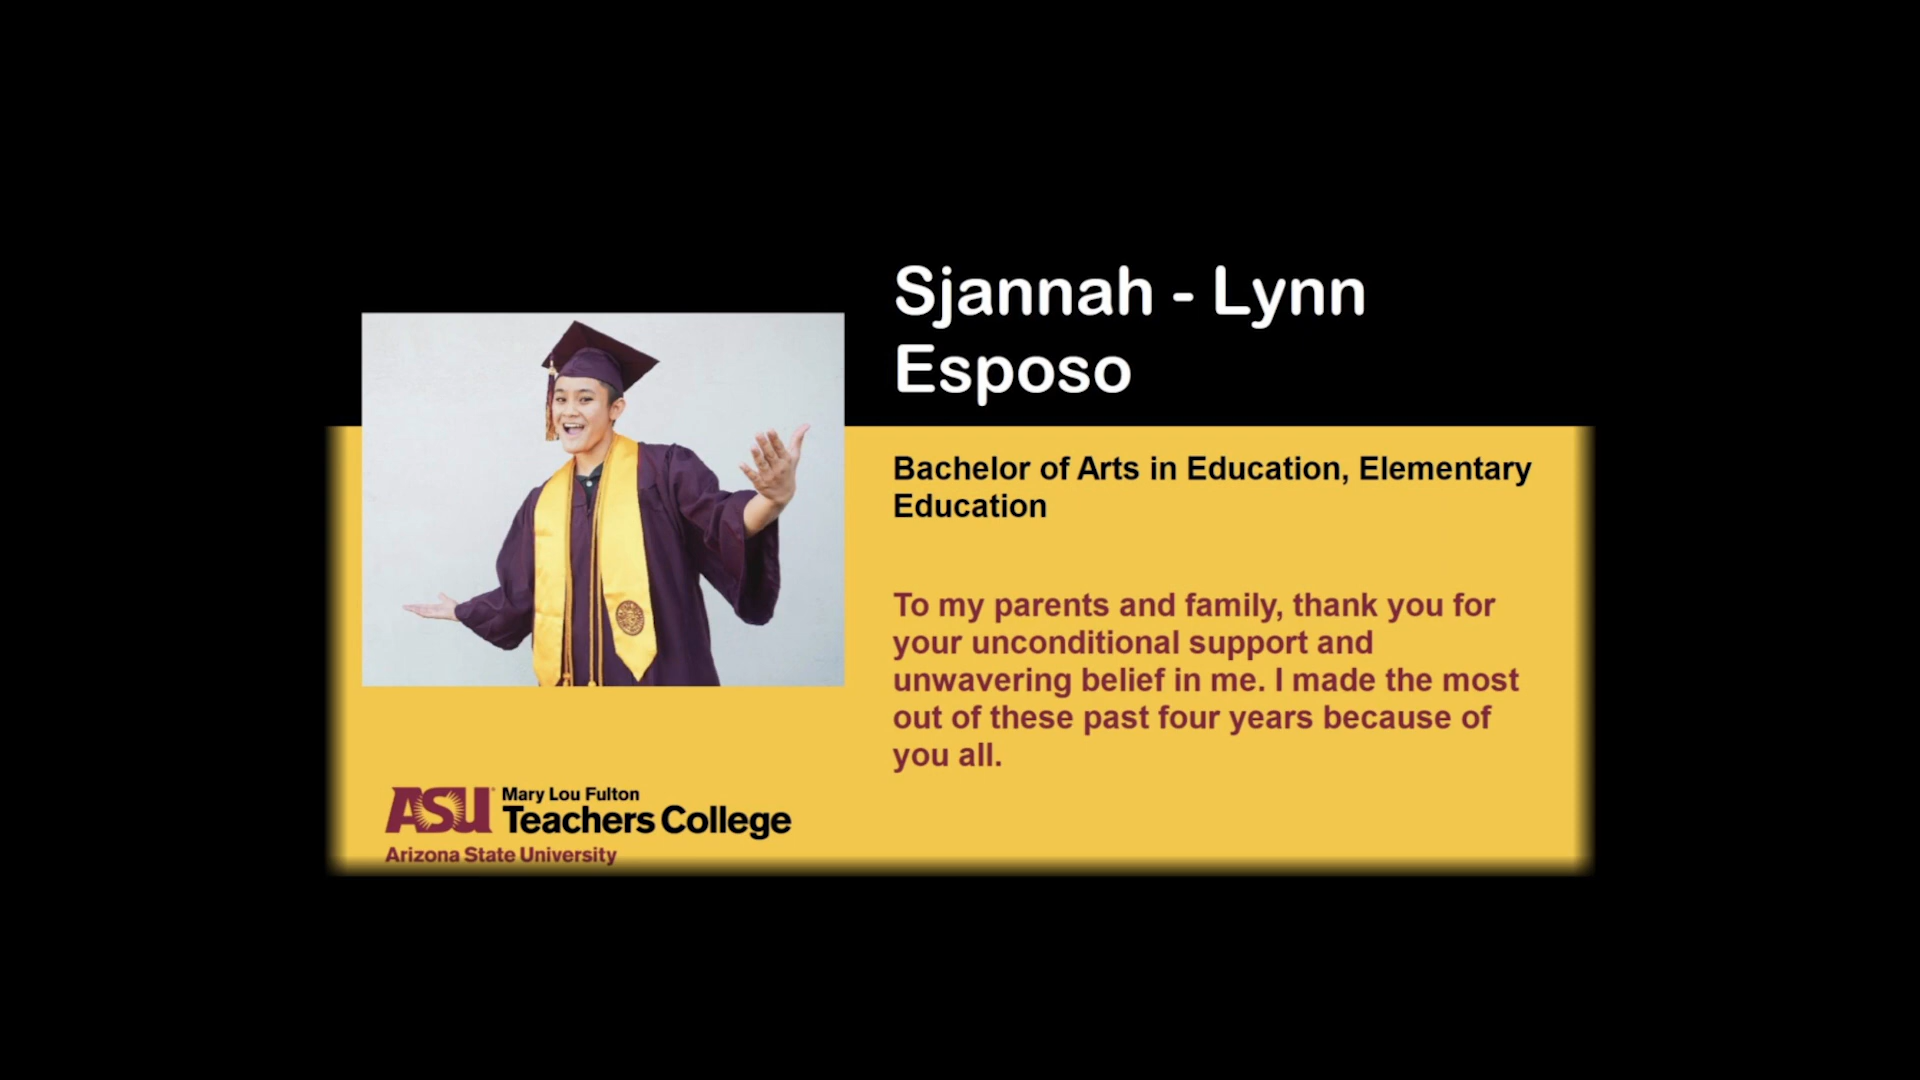 Sjannah - Lynn
Esposo
Bachelor of Arts in Education, Elementary
Education
To my parents and family, thank you for
your unconditional support and
unwavering belief in me. I made the most
out of these past four years because of
you all.
ASU Mary Lou Fulton
Teachers College
Arizona State University